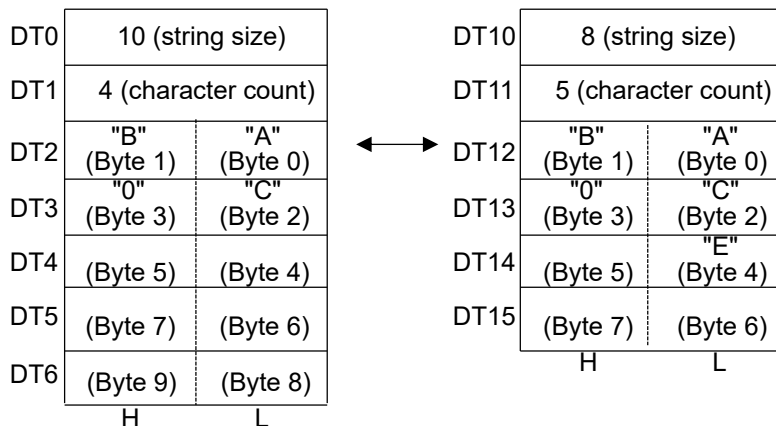 DT0 10 (string size) DT10 8 (string size)
DT1 4 (character count) DT11 5 (character count)
"B" "A" "B" "A"
DT2 (Byte 1) (Byte 0) DT12 (Byte 1) (Byte 0)
"0" "C" "0" "C"
DT3 (Byte 3) (Byte 2) DT13 (Byte 3) (Byte 2)
"E"
DT4 (Byte 5) (Byte 4) DT14 (Byte 5) (Byte 4)
DT5 (Byte 7) (Byte 6) DT15 (Byte 7) (Byte 6)
H L
DT6 (Byte 9) (Byte 8)
H L